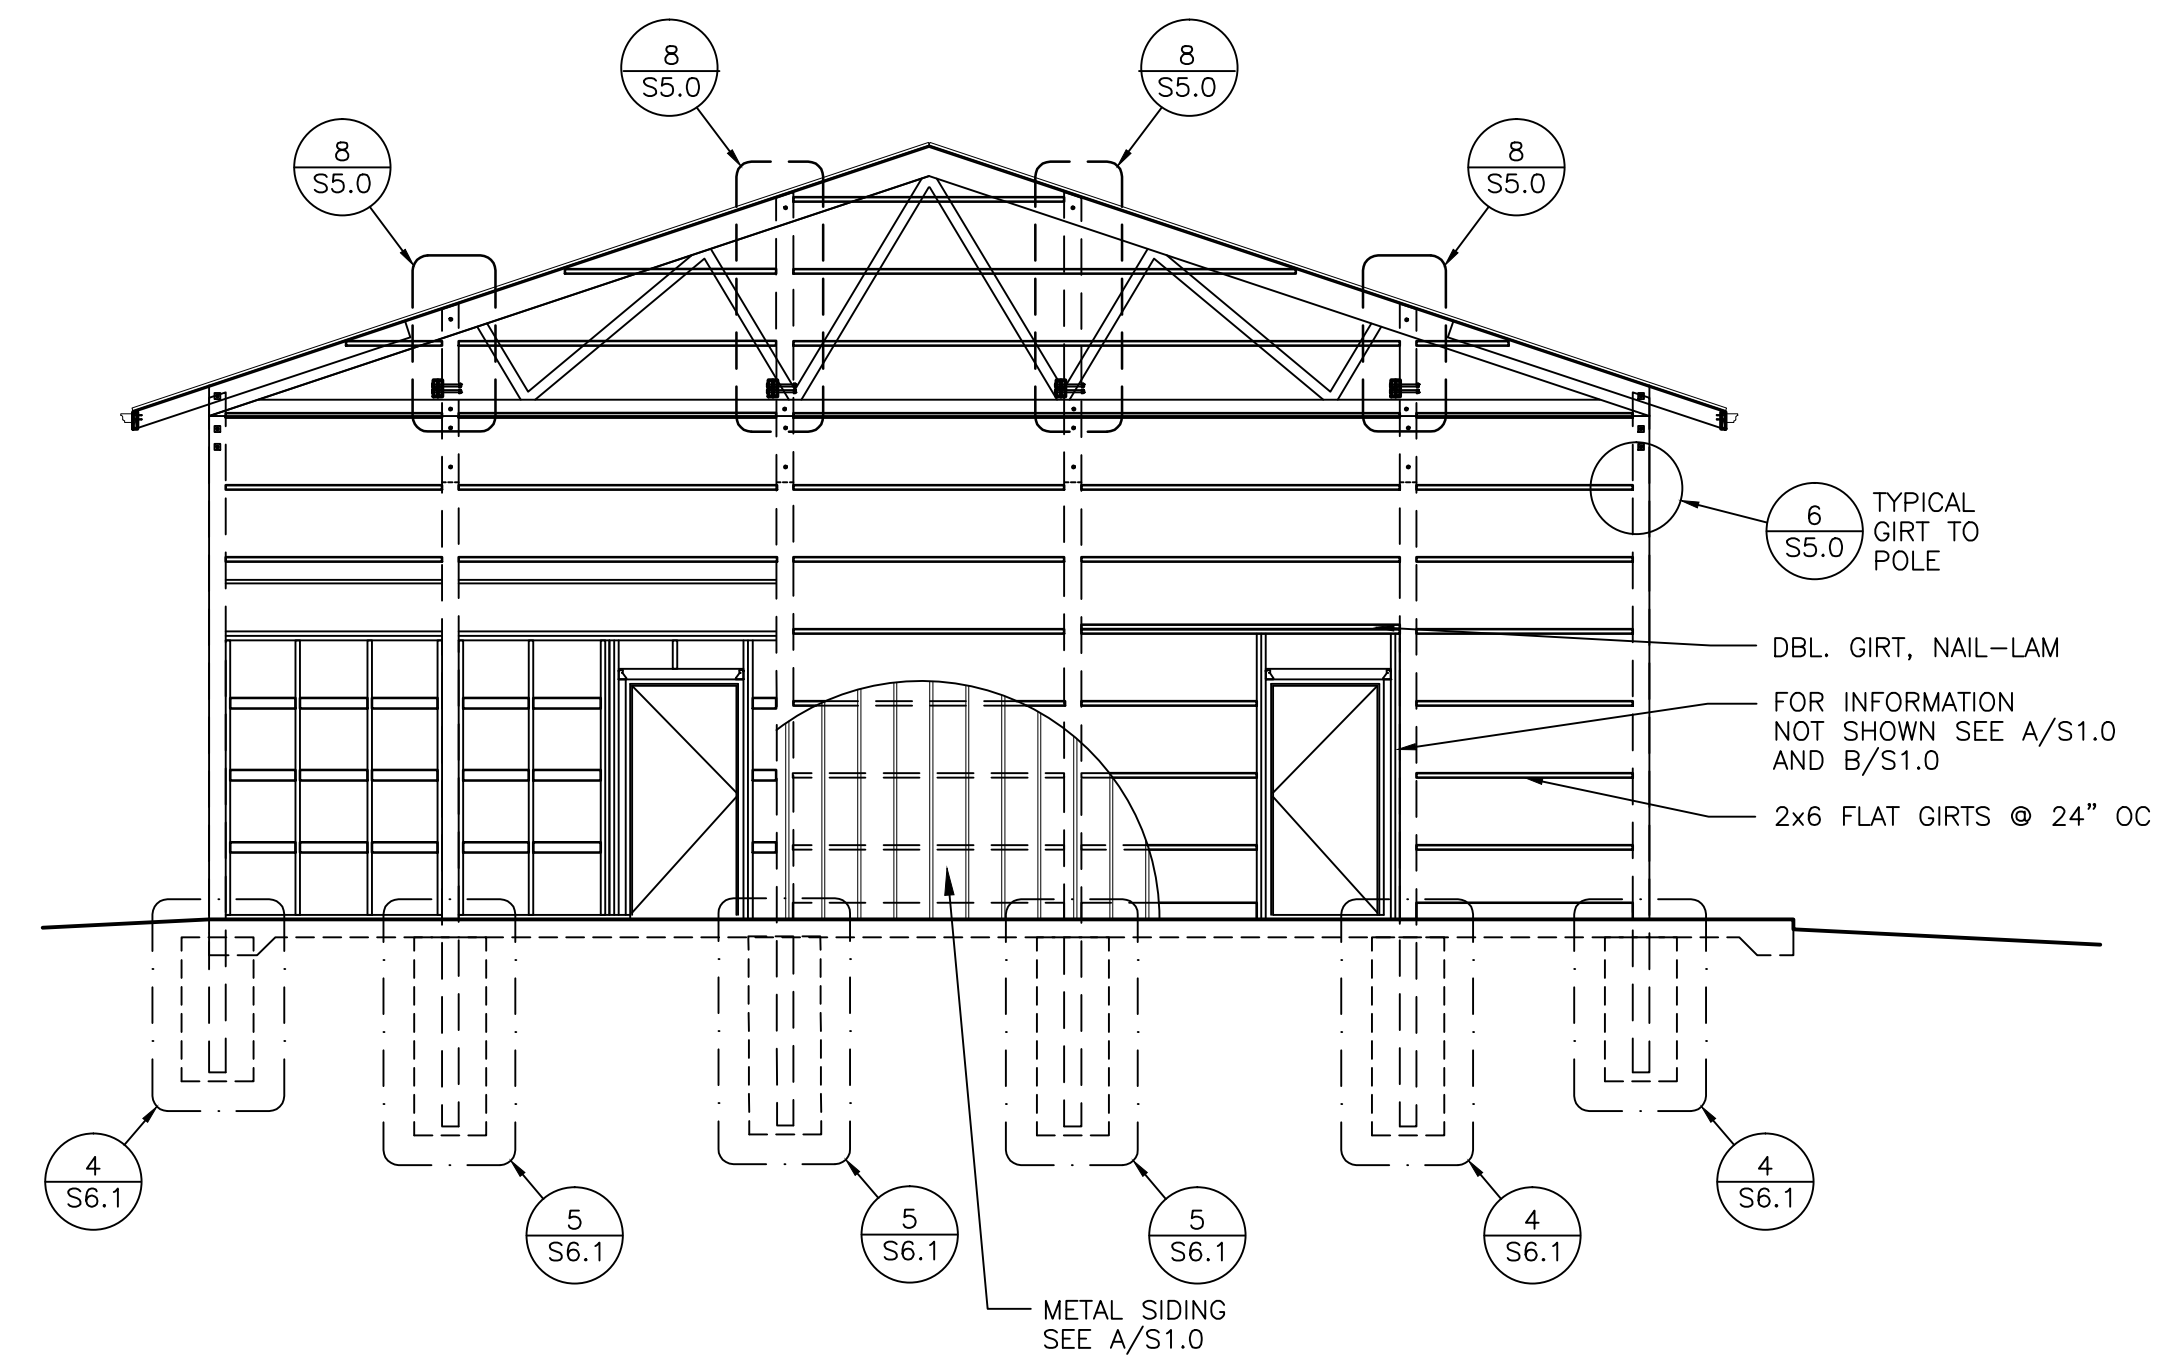 8
S5.0
8
S5.0
8
S5.0
8
S5.0
6
S5.0
TYPICAL
GIRT TO
POLE
DBL. GIRT, NAIL-LAM
FOR INFORMATION
NOT SHOWN SEE A/S1.0
AND B/S1.0
2x6 FLAT GIRTS @ 24" OC
4
S6.1
5
S6.1
5
S6.1
5
S6.1
4
S6.1
4
S6.1
METAL SIDING
SEE A/S1.0